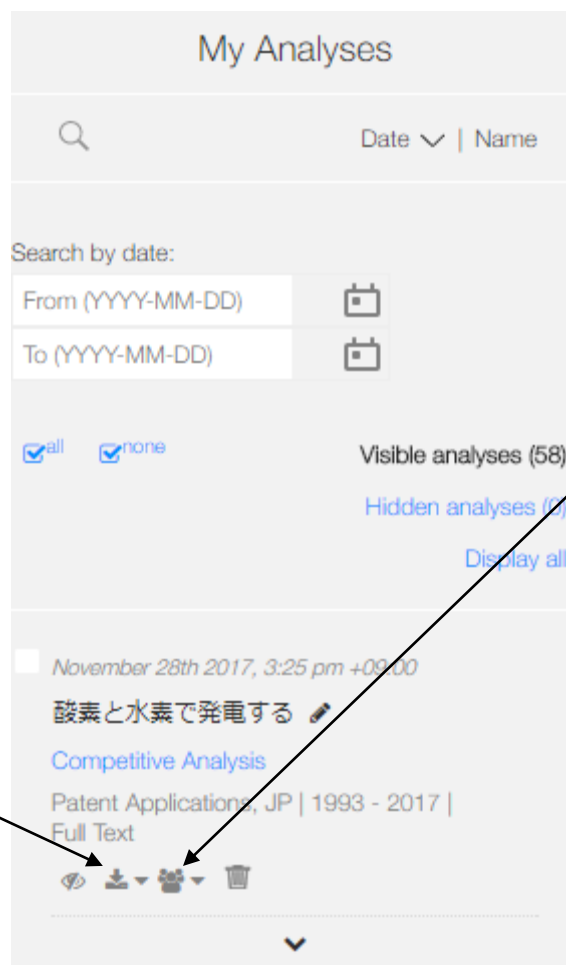 My Analyses
Date | Name
Search by date:
From (YYYY-MM-DD)
To (YYYY-MM-DD)
all none
Visible analyses (58)
Hidden analyses (0)
Display all
November 28th 2017, 3:25 pm +09:00
酸素と水素で発電する
Competitive Analysis
Patent Applications, JP | 1993 - 2017 |
Full Text